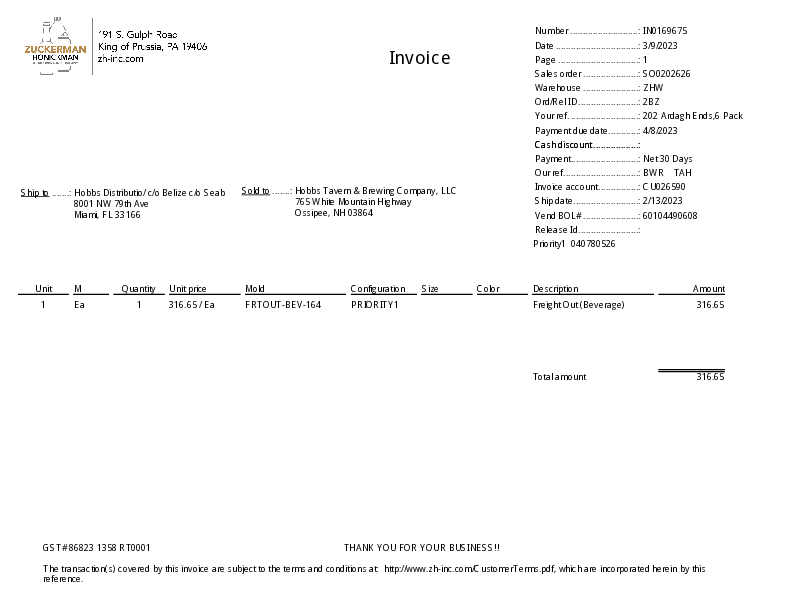 ZUCKERMAN
HONICKMAN
191 S. Gulph Road
King of Prussia, PA 19406
zh-inc.com
Invoice
Number..........................: IN0169675
Date ..............................: 3/9/2023
Page ..............................: 1
Sales order .....................: SO0202626
Warehouse .....................: ZHW
Ord/Rel ID .......................: 2BZ
Your ref...........................: 202 Ardagh Ends,6 Pack
Payment due date............: 4/8/2023
Cash discount..................:
Payment..........................: Net 30 Days
Our ref............................: BWR TAH
Invoice account...............: CU026590
Ship date........................: 2/13/2023
Vend BOL#......................: 60104490608
Release Id.......................:
Priority1 040780526
Ship to .......: Hobbs Distributio/ c/o Belize c/o Seab
8001 NW 79th Ave
Miami, FL 33166
Sold to .......: Hobbs Tavern & Brewing Company, LLC
765 White Mountain Highway
Ossipee, NH 03864
Unit M Quantity Unit price Mold Configuration Size Color Description Amount
1 Ea 1 316.65 / Ea FRTOUT-BEV-164 PRIORITY1 Freight Out (Beverage) 316.65
Total amount 316.65
GST # 86823 1358 RT0001 THANK YOU FOR YOUR BUSINESS !!
The transaction(s) covered by this invoice are subject to the terms and conditions at: http://www.zh-inc.com/CustomerTerms.pdf, which are incorporated herein by this
reference.